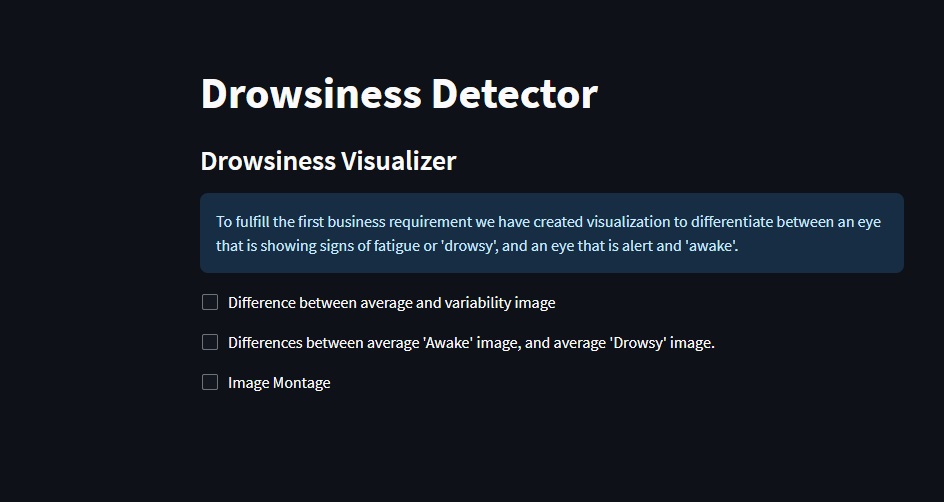 Drowsiness Detector
Drowsiness Visualizer
To fulfill the first business requirement we have created visualization to differentiate between an eye
that is showing signs of fatigue or 'drowsy', and an eye that is alert and 'awake'.
Difference between average and variability image
Differences between average 'Awake' image, and average 'Drowsy' image.
Image Montage